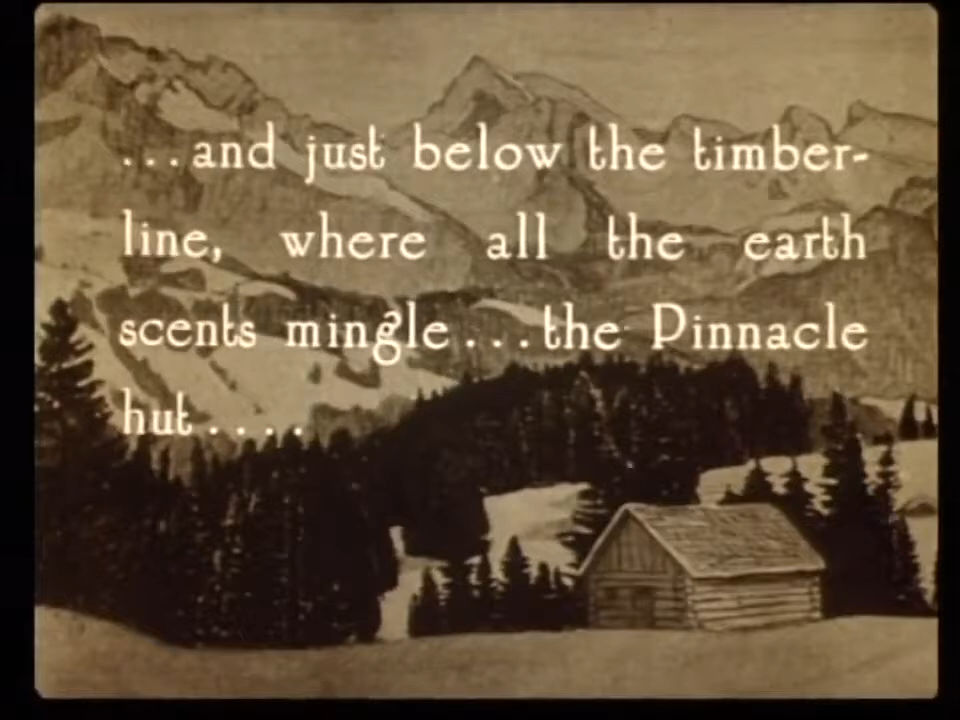 ...and just below the timber-
line, where all the earth
scents mingle...the Pinnacle
hut....